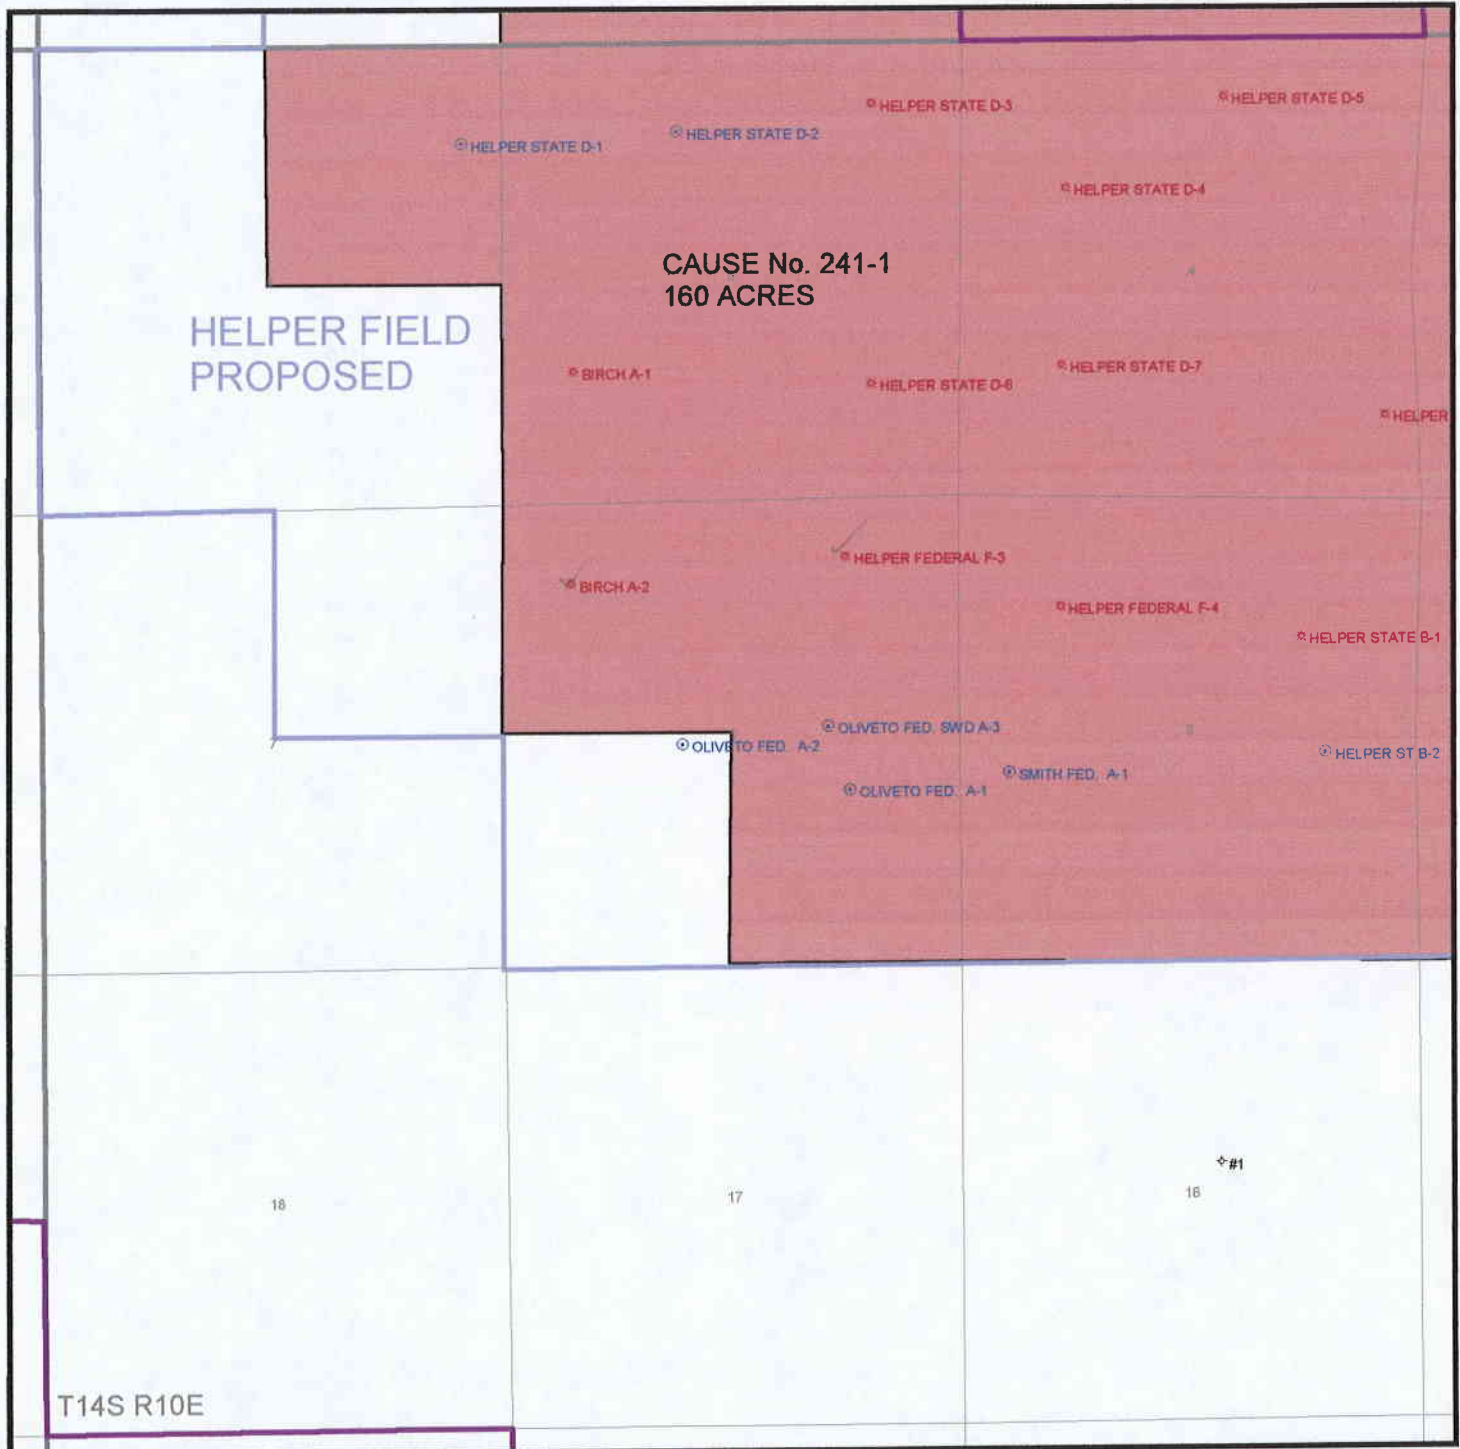 HELPER STATE D-3
HELPER STATE D-5
HELPER STATE D-1
HELPER STATE D-2
HELPER STATE D-4
CAUSE No. 241-1
160 ACRES
HELPER FIELD
PROPOSED
BIRCH A-1
HELPER STATE D-6
HELPER STATE D-7
HELPER
BIRCH A-2
HELPER FEDERAL F-3
HELPER FEDERAL F-4
HELPER STATE B-1
7
OLIVETO FED. A-2
OLIVETO FED. SWD A-3
OLIVETO FED. A-1
SMITH FED. A-1
HELPER ST B-2
#1
18
17
16
T14S R10E